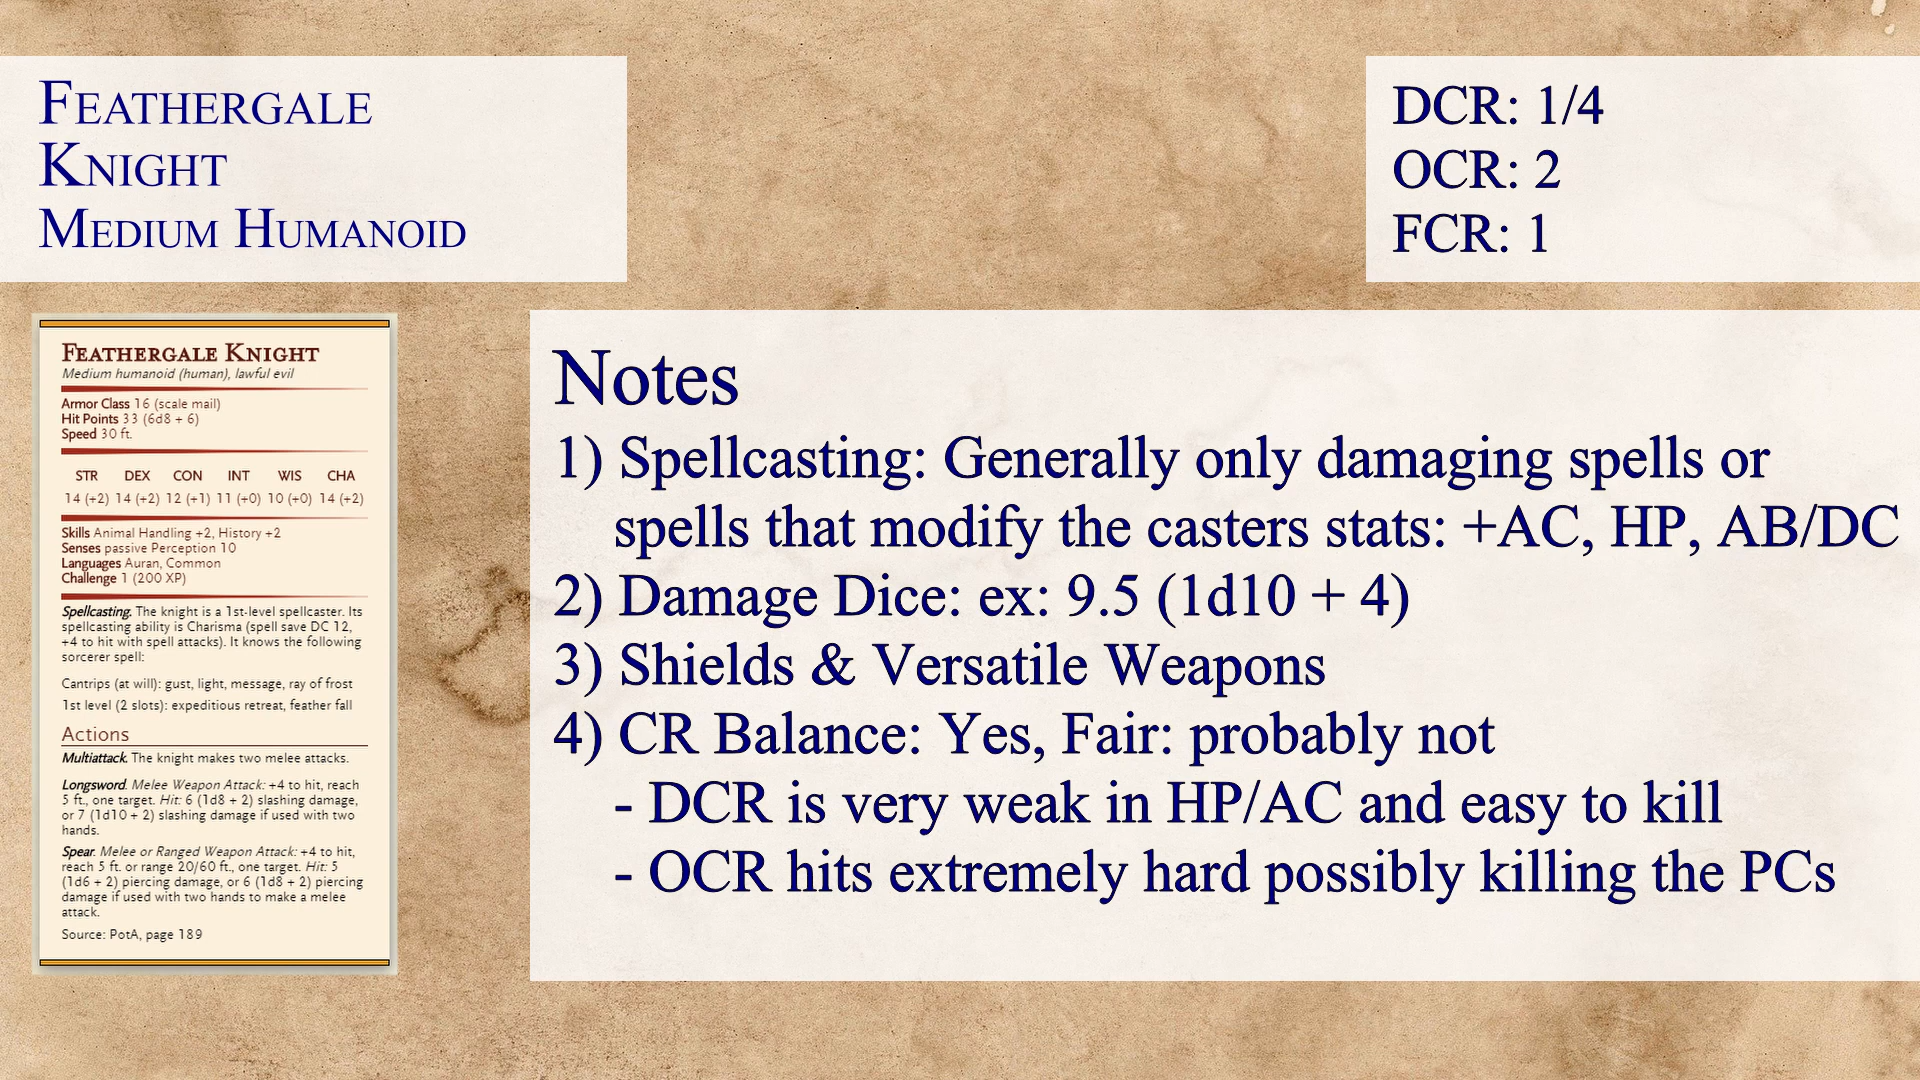 FEATHERGALE
KNIGHT
MEDIUM HUMANOID
DCR: 1/4
OCR: 2
FCR: 1
FEATHERGALE KNIGHT
Medium humanoid (human), lawful evil
Armor Class 16 (scale mail)
Hit Points 33 (6d8 + 6)
Speed 30 ft.
STR DEX CON INT WIS CHA
14 (+2) 14 (+2) 12 (+1) 11 (+0) 10 (+0) 14 (+2)
Skills Animal Handling +2, History +2
Senses passive Perception 10
Languages Auran, Common
Challenge 1 (200 XP)
Spellcasting. The knight is a 1st-level spellcaster. Its
spellcasting ability is Charisma (spell save DC 12,
+4 to hit with spell attacks). It knows the following
sorcerer spell:
Cantrips (at will): gust, light, message, ray of frost
1st level (2 slots): expeditious retreat, feather fall
Actions
Multiattack. The knight makes two melee attacks.
Longsword. Melee Weapon Attack: +4 to hit, reach
5 ft., one target. Hit: 6 (1d8 + 2) slashing damage,
or 7 (1d10 + 2) slashing damage if used with two
hands.
Spear. Melee or Ranged Weapon Attack: +4 to hit,
reach 5 ft. or range 20/60 ft., one target. Hit: 5
(1d6 + 2) piercing damage, or 6 (1d8 + 2) piercing
damage if used with two hands to make a melee
attack.
Source: PotA, page 189
Notes
1) Spellcasting: Generally only damaging spells or
spells that modify the casters stats: +AC, HP, AB/DC
2) Damage Dice: ex: 9.5 (1d10 + 4)
3) Shields & Versatile Weapons
4) CR Balance: Yes, Fair: probably not
- DCR is very weak in HP/AC and easy to kill
- OCR hits extremely hard possibly killing the PCs